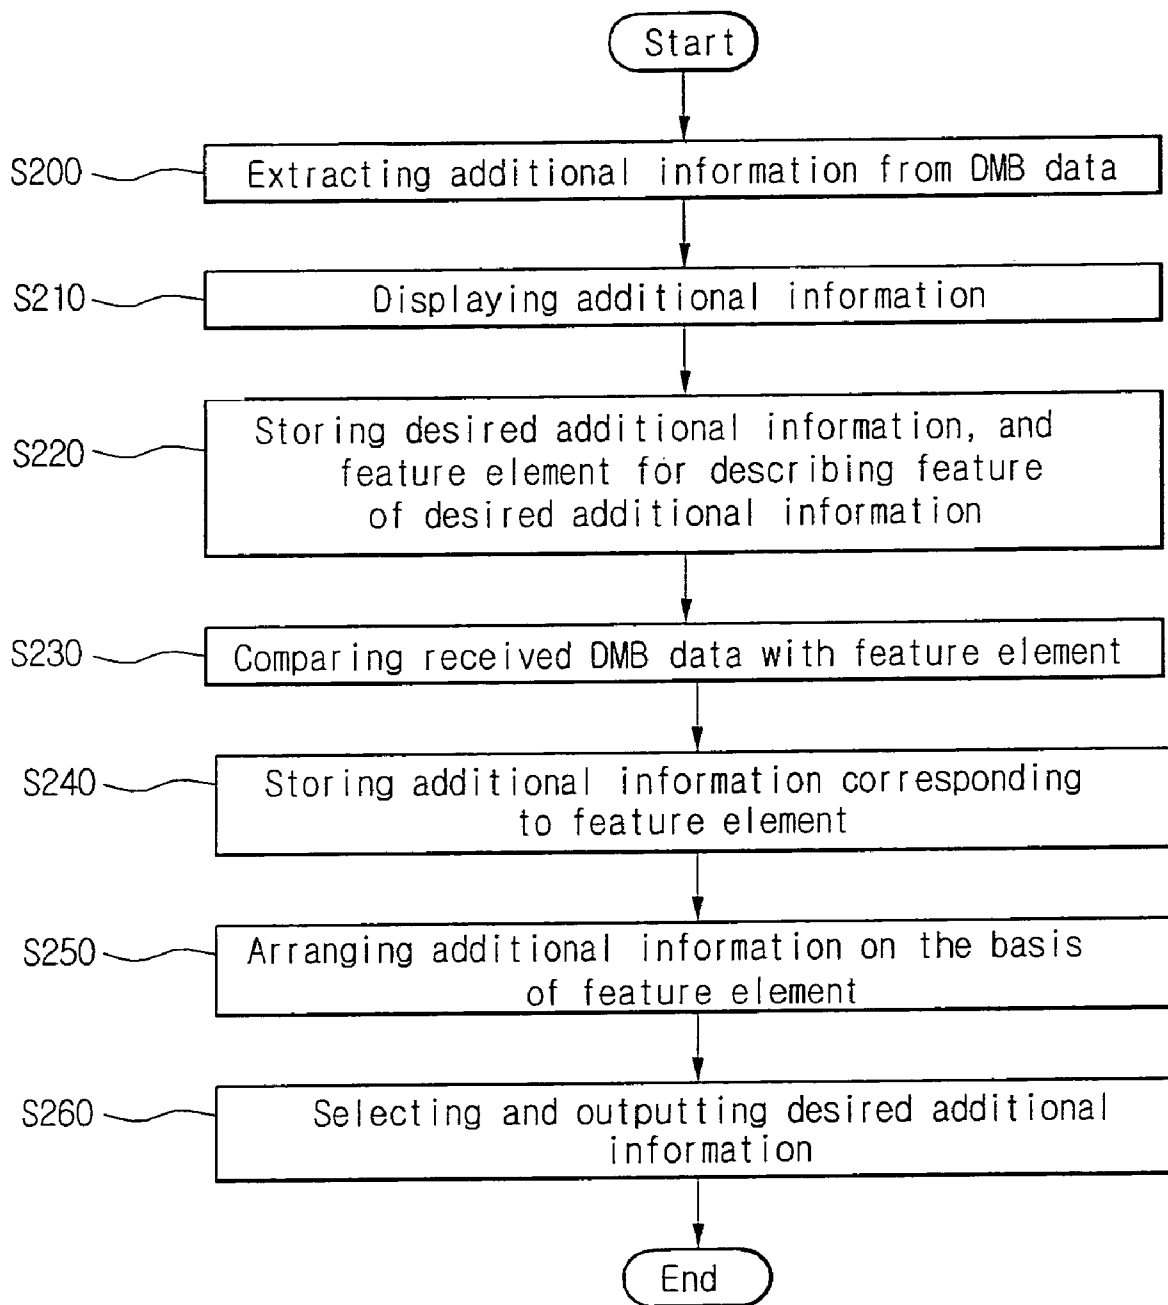 Start
S200
Extracting additional information from DMB data
S210
Displaying additional information
S220
Storing desired additional information, and
feature element for describing feature
of desired additional information
S230
Comparing received DMB data with feature element
S240
Storing additional information corresponding
to feature element
S250
Arranging additional information on the basis
of feature element
S260
Selecting and outputting desired additional
information
End